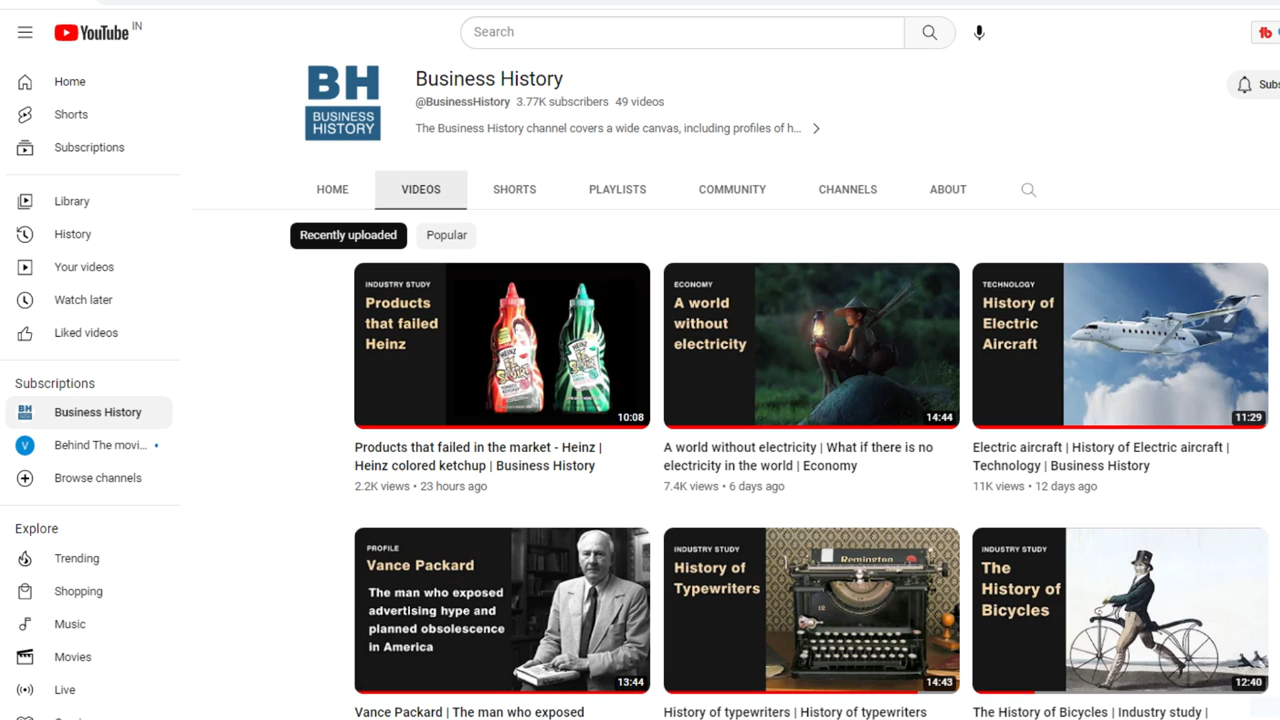 YouTube IN
Search
Home
Shorts
Subscriptions
Library
History
Your videos
Watch later
Liked videos
Subscriptions
BH
Business History
V
Behind The movi... •
Browse channels
Explore
Trending
Shopping
Music
Movies
Live
BH
BUSINESS
HISTORY
Business History
@BusinessHistory 3.77K subscribers 49 videos
The Business History channel covers a wide canvas, including profiles of h...
Subs
HOME VIDEOS SHORTS PLAYLISTS COMMUNITY CHANNELS ABOUT
Recently uploaded Popular
INDUSTRY STUDY
Products
that failed
Heinz
HEINZ
HEINZ
10:08
Products that failed in the market - Heinz |
Heinz colored ketchup | Business History
2.2K views • 23 hours ago
ECONOMY
A world
without
electricity
14:44
A world without electricity | What if there is no
electricity in the world | Economy
7.4K views • 6 days ago
TECHNOLOGY
History of
Electric
Aircraft
11:29
Electric aircraft | History of Electric aircraft |
Technology | Business History
11K views • 12 days ago
PROFILE
Vance Packard
The man who exposed
advertising hype and
planned obsolescence
in America
13:44
Vance Packard | The man who exposed
INDUSTRY STUDY
History of
Typewriters
Remington
12
14:43
History of typewriters | History of typewriters
INDUSTRY STUDY
The
History of
Bicycles
12:40
The History of Bicycles | Industry study |